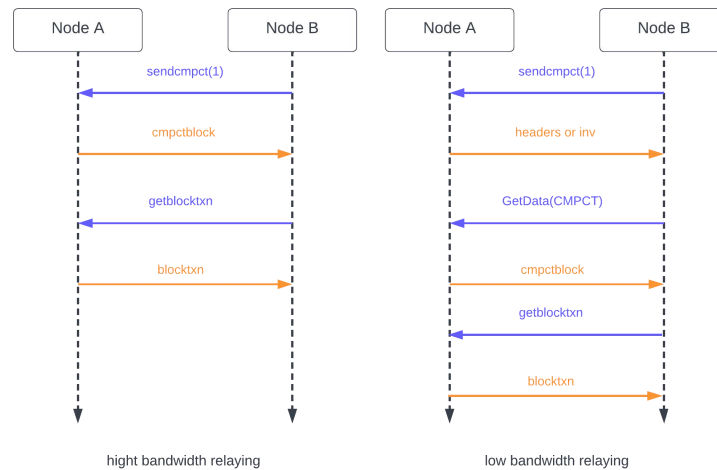 Node A
Node B
sendcmpct(1)
cmpctblock
getblocktxn
blocktxn
hight bandwidth relaying
Node A
Node B
sendcmpct(1)
headers or inv
GetData(CMPCT)
cmpctblock
getblocktxn
blocktxn
low bandwidth relaying